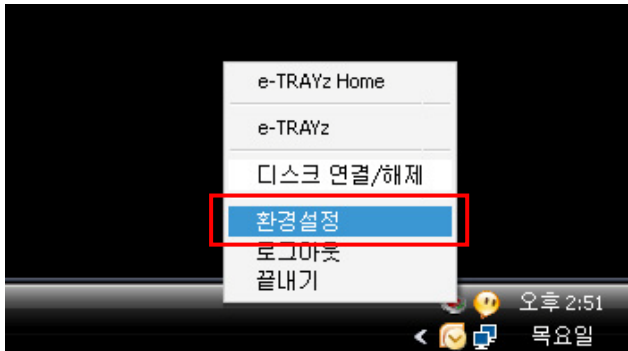 e-TRAYz Home
e-TRAYz
디스크 연결/해제
환경설정
로그아웃
끝내기
오후 2:51
목요일